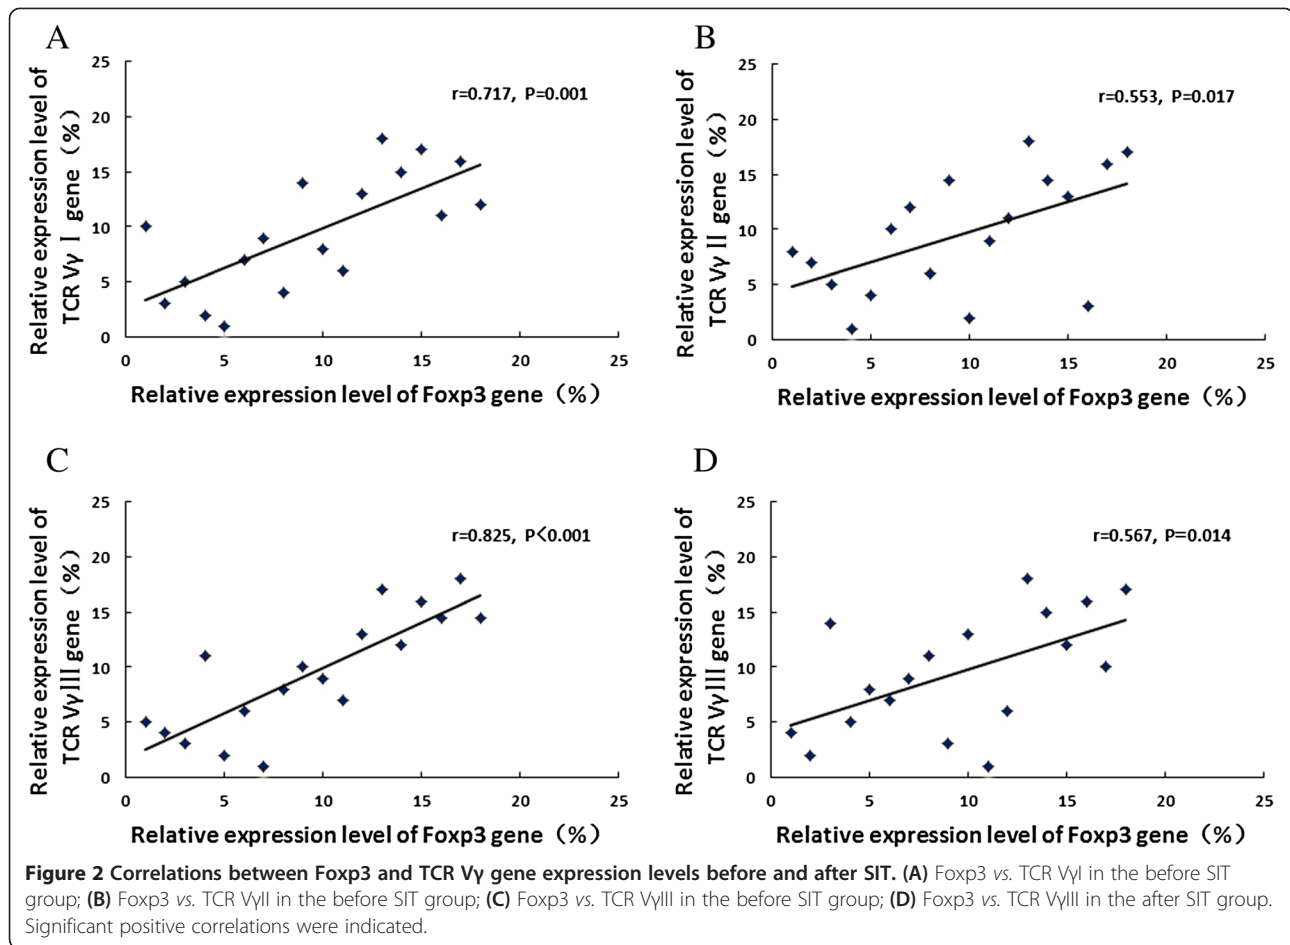 A
Relative expression level of
TCR Vγ I gene（%）
25
20
15
10
5
0
r=0.717, P=0.001
0 5 10 15 20 25
Relative expression level of Foxp3 gene（%）
B
Relative expression level of
TCR Vγ II gene（%）
25
20
15
10
5
0
r=0.553, P=0.017
0 5 10 15 20 25
Relative expression level of Foxp3 gene（%）
C
Relative expression level of
TCR VγIII gene（%）
25
20
15
10
5
0
r=0.825, P<0.001
0 5 10 15 20 25
Relative expression level of Foxp3 gene（%）
D
Relative expression level of
TCR VγIII gene（%）
25
20
15
10
5
0
r=0.567, P=0.014
0 5 10 15 20 25
Relative expression level of Foxp3 gene（%）
Figure 2 Correlations between Foxp3 and TCR Vγ gene expression levels before and after SIT. (A) Foxp3 vs. TCR VγI in the before SIT
group; (B) Foxp3 vs. TCR VγII in the before SIT group; (C) Foxp3 vs. TCR VγIII in the before SIT group; (D) Foxp3 vs. TCR VγIII in the after SIT group.
Significant positive correlations were indicated.